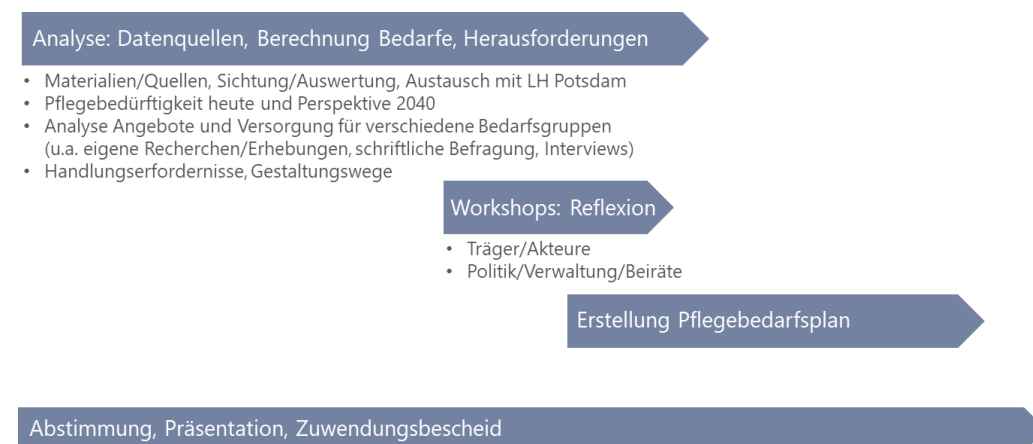 Analyse: Datenquellen, Berechnung Bedarfe, Herausforderungen
• Materialien/Quellen, Sichtung/Auswertung, Austausch mit LH Potsdam
• Pflegebedürftigkeit heute und Perspektive 2040
• Analyse Angebote und Versorgung für verschiedene Bedarfsgruppen
(u.a. eigene Recherchen/Erhebungen, schriftliche Befragung, Interviews)
• Handlungserfordernisse, Gestaltungswege
Workshops: Reflexion
• Träger/Akteure
• Politik/Verwaltung/Beiräte
Erstellung Pflegebedarfsplan
Abstimmung, Präsentation, Zuwendungsbescheid